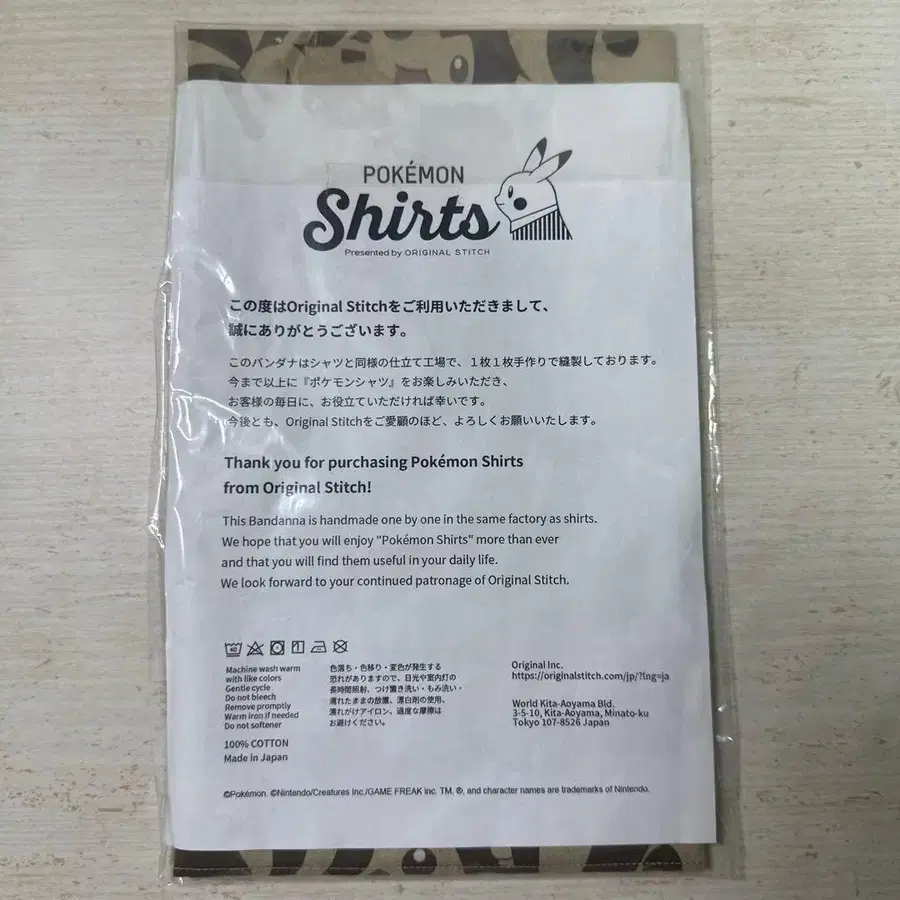 POKÉMON
Shirts
Presented by ORIGINAL STITCH
この度はOriginal Stitchをご利用いただきまして、
誠にありがとうございます。
このバンダナはシャツと同様の仕立て工場で、１枚１枚手作りで縫製しております。
今まで以上に『ポケモンシャツ』をお楽しみいただき、
お客様の毎日に、お役立ていただければ幸いです。
今後とも、Original Stitchをご愛顧のほど、よろしくお願いいたします。
Thank you for purchasing Pokémon Shirts
from Original Stitch!
This Bandanna is handmade one by one in the same factory as shirts.
We hope that you will enjoy "Pokémon Shirts" more than ever
and that you will find them useful in your daily life.
We look forward to your continued patronage of Original Stitch.
40
Machine wash warm
with like colors
Gentle cycle
Do not bleech
Remove promptly
Warm iron if needed
Do not softener
100% COTTON
Made in Japan
色落ち・色移り・変色が発生する
恐れがありますので、日光や室内灯の
長時間照射、つけ置き洗い・もみ洗い・
濡れたままの放置、漂白剤の使用、
濡れがけアイロン、過度な摩擦は
お避けください。
Original Inc.
https://originalstitch.com/jp/?lng=ja
World Kita-Aoyama Bld.
3-5-10, Kita-Aoyama, Minato-ku
Tokyo 107-8526 Japan
©Pokémon. ©Nintendo/Creatures Inc./GAME FREAK inc. TM, ®, and character names are trademarks of Nintendo.